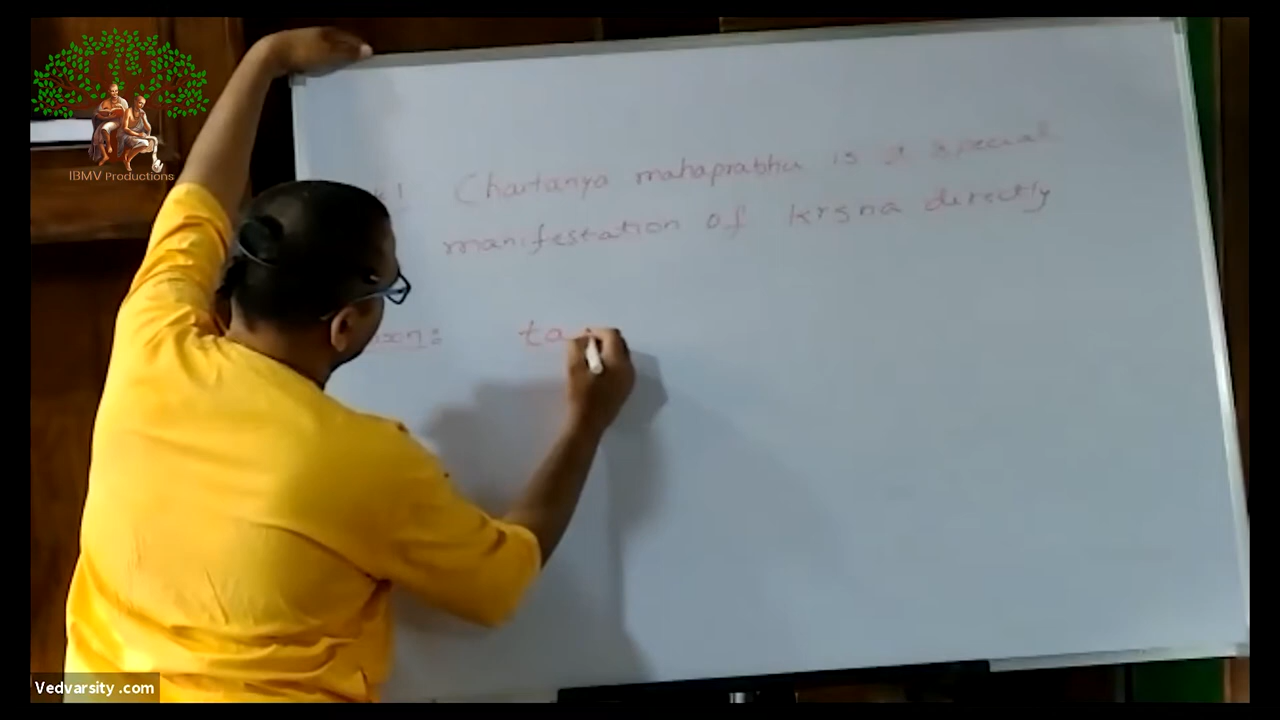 IBMV Productions
Chaitanya mahaprabhu is a special
manifestation of krsna directly
ta
Vedvarsity .com